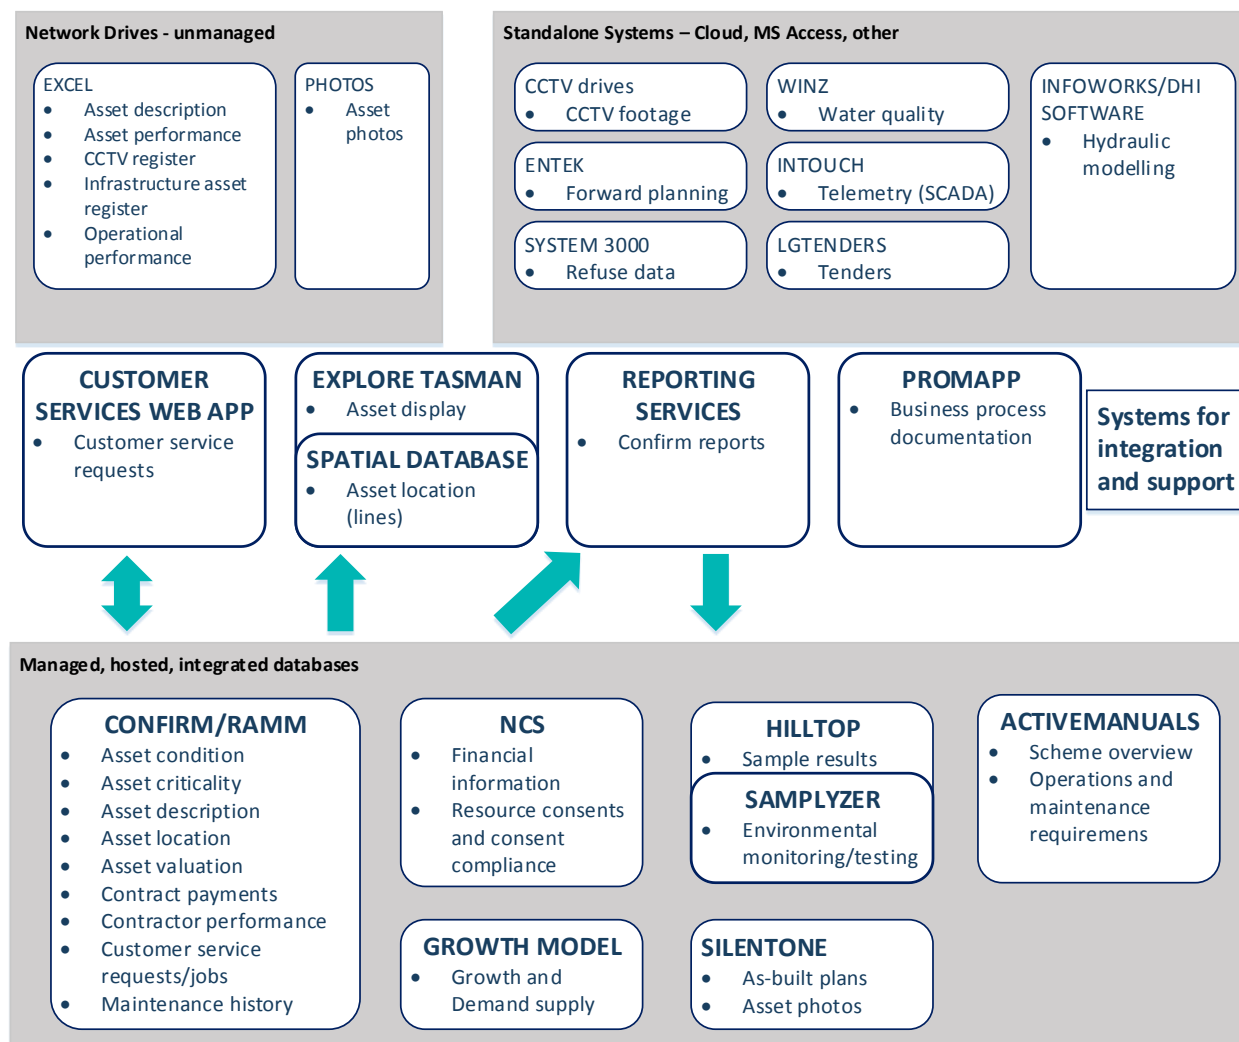 Network Drives - unmanaged
EXCEL
• Asset description
• Asset performance
• CCTV register
• Infrastructure asset
register
• Operational
performance
PHOTOS
• Asset
photos
Standalone Systems – Cloud, MS Access, other
CCTV drives
• CCTV footage
WINZ
• Water quality
INFOWORKS/DHI
SOFTWARE
• Hydraulic
modelling
ENTEK
• Forward planning
INTOUCH
• Telemetry (SCADA)
SYSTEM 3000
• Refuse data
LGTENDERS
• Tenders
CUSTOMER
SERVICES WEB APP
• Customer service
requests
EXPLORE TASMAN
• Asset display
SPATIAL DATABASE
• Asset location
(lines)
REPORTING
SERVICES
• Confirm reports
PROMAPP
• Business process
documentation
Systems for
integration
and support
Managed, hosted, integrated databases
CONFIRM/RAMM
• Asset condition
• Asset criticality
• Asset description
• Asset location
• Asset valuation
• Contract payments
• Contractor performance
• Customer service
requests/jobs
• Maintenance history
NCS
• Financial
information
• Resource consents
and consent
compliance
HILLTOP
• Sample results
SAMPLYZER
• Environmental
monitoring/testing
ACTIVEMANUALS
• Scheme overview
• Operations and
maintenance
requiremens
GROWTH MODEL
• Growth and
Demand supply
SILENTONE
• As-built plans
• Asset photos